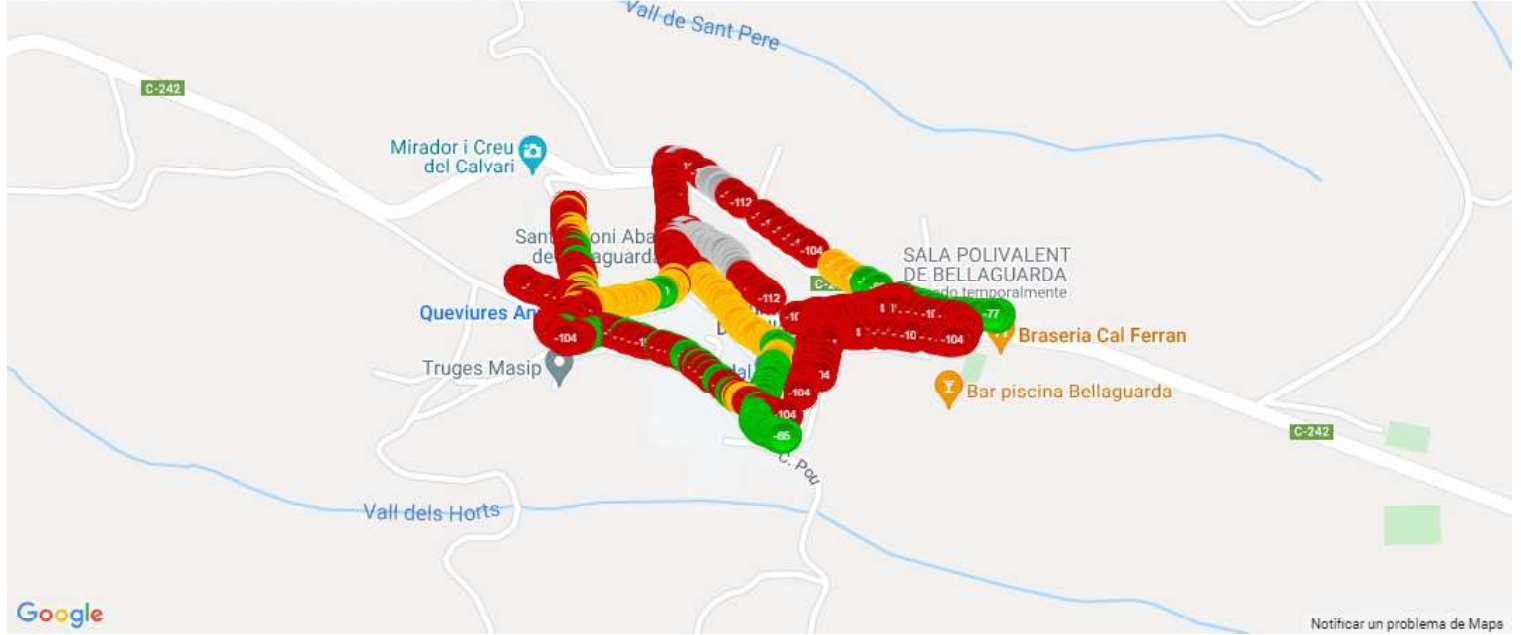 Vall de Sant Pere
C-242
Mirador i Creu
del Calvari
-112
-104
SALA POLIVALENT
DE BELLAGUARDA
temporalmente
-77
-112
Queviures
-104
-104
Braseria Cal Ferran
Truges Masip
-104
-104
Bar piscina Bellaguarda
-65
C-242
C. Pou
Vall dels Horts
Google
Notificar un problema de Maps